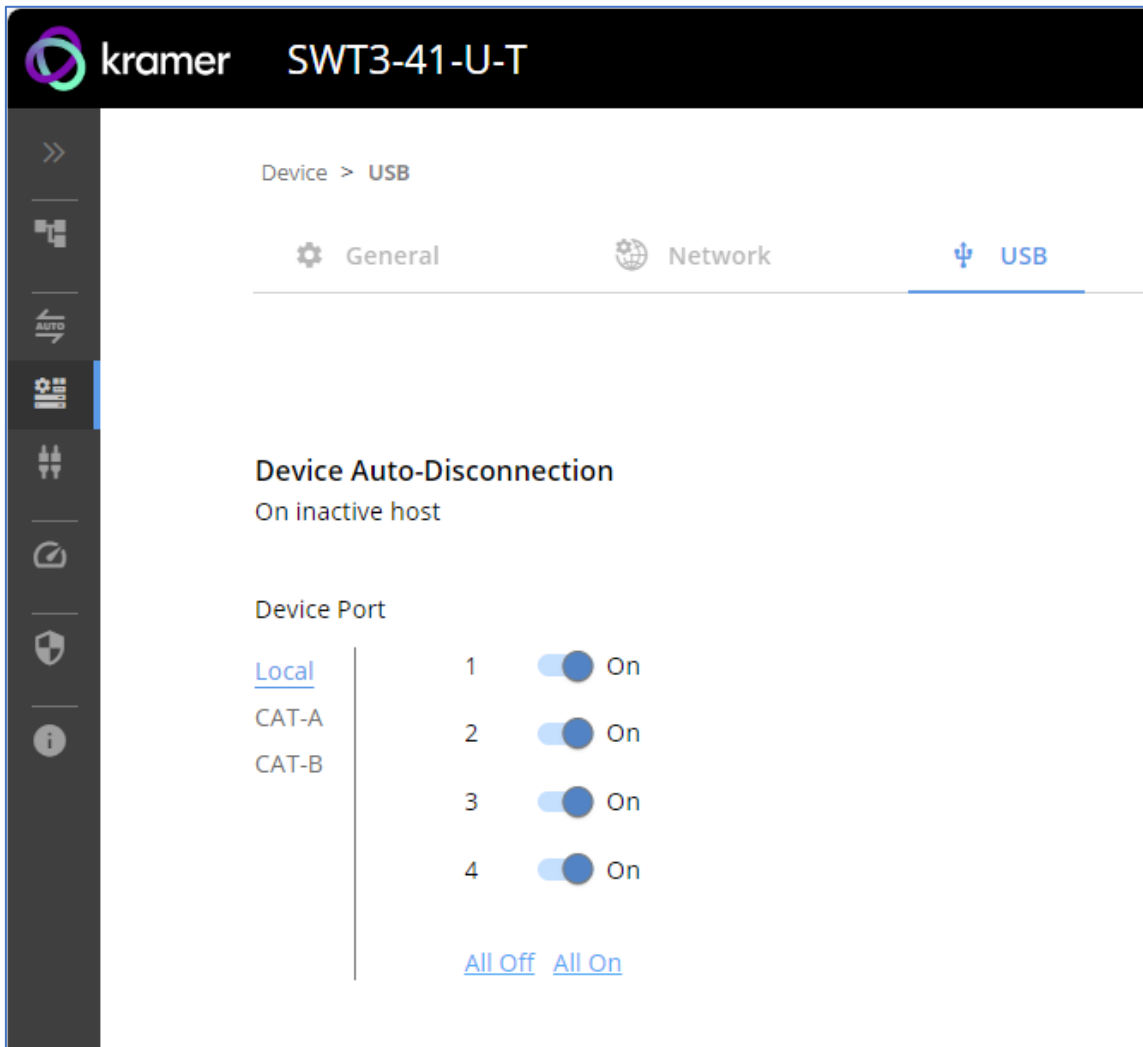 kramer SWT3-41-U-T
Device > USB
General Network USB
AUTO
Device Auto-Disconnection
On inactive host
Device Port
Local
CAT-A
CAT-B
1 On
2 On
3 On
4 On
All Off All On